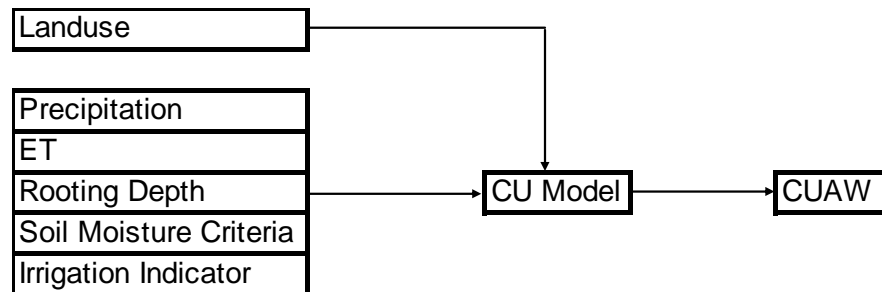 Landuse
Precipitation
ET
Rooting Depth
CU Model
CUAW
Soil Moisture Criteria
Irrigation Indicator